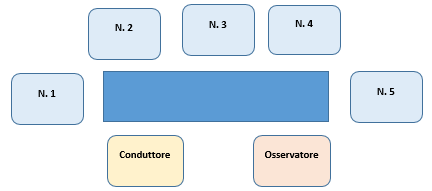 N. 2
N. 3
N. 4
N. 1
N. 5
Conduttore
Osservatore